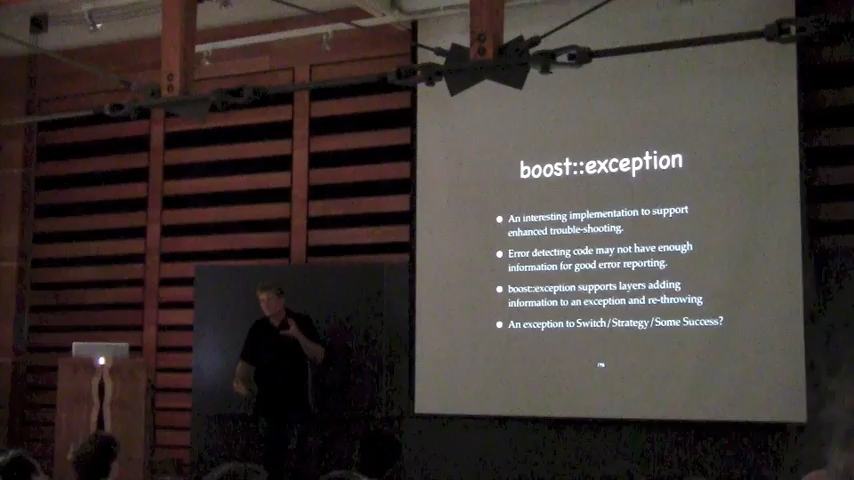 boost::exception
An interesting implementation to support
enhanced trouble-shooting.
Error detecting code may not have enough
information for good error reporting.
boost::exception supports layers adding
information to an exception and re-throwing
An exception to Switch/Strategy/Some Success?